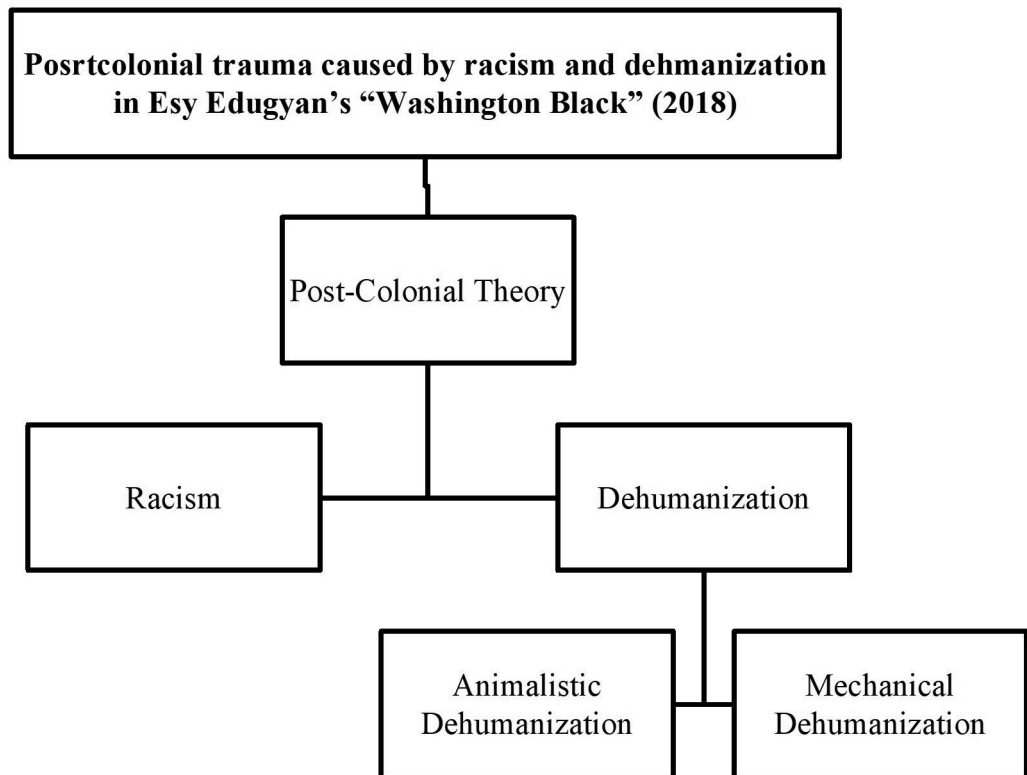 Posrtcolonial trauma caused by racism and dehmanization
in Esy Edugyan’s “Washington Black” (2018)
Post-Colonial Theory
Racism
Dehumanization
Animalistic
Dehumanization
Mechanical
Dehumanization